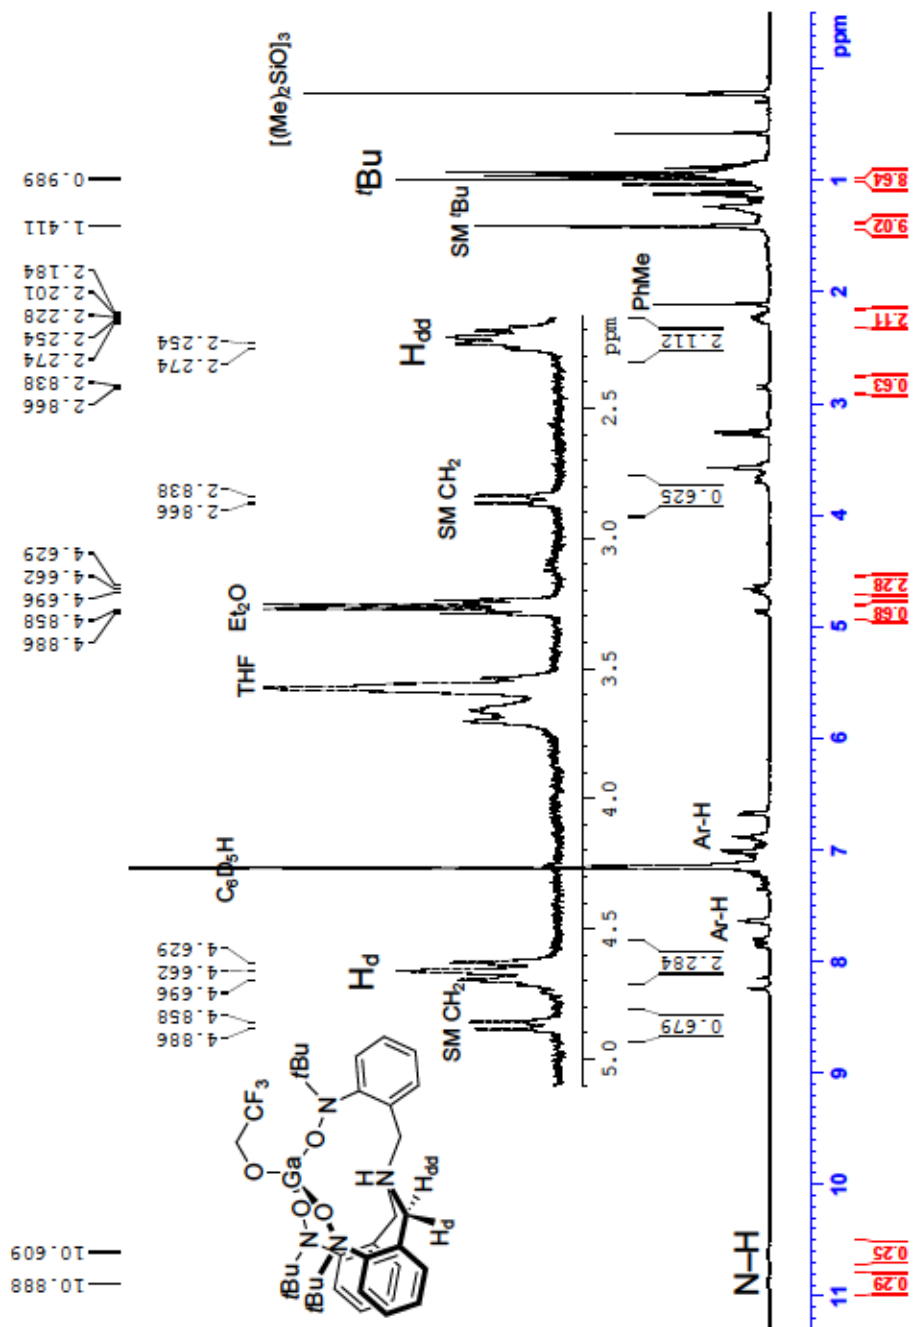 10.888
10.609
4.886
4.858
4.696
4.662
4.629
2.866
2.838
2.274
2.254
2.228
2.201
2.184
1.411
0.989
4.886
4.858
4.696
4.662
4.629
2.866
2.838
2.274
2.254
tBu
O
CF3
Ga
O
O
O
N
N
N
tBu
tBu
H
N
Hdd
Hd
SM CH2
Hd
C6D5H
THF
Et2O
SM CH2
Hdd
SM tBu
tBu
[(Me)2SiO]3
5.0
4.5
4.0
3.5
3.0
2.5
ppm
0.679
2.284
0.625
2.112
N–H
Ar-H
Ar-H
PhMe
11
10
9
8
7
6
5
4
3
2
1
ppm
0.29
0.25
0.68
2.28
0.63
2.11
9.02
8.64